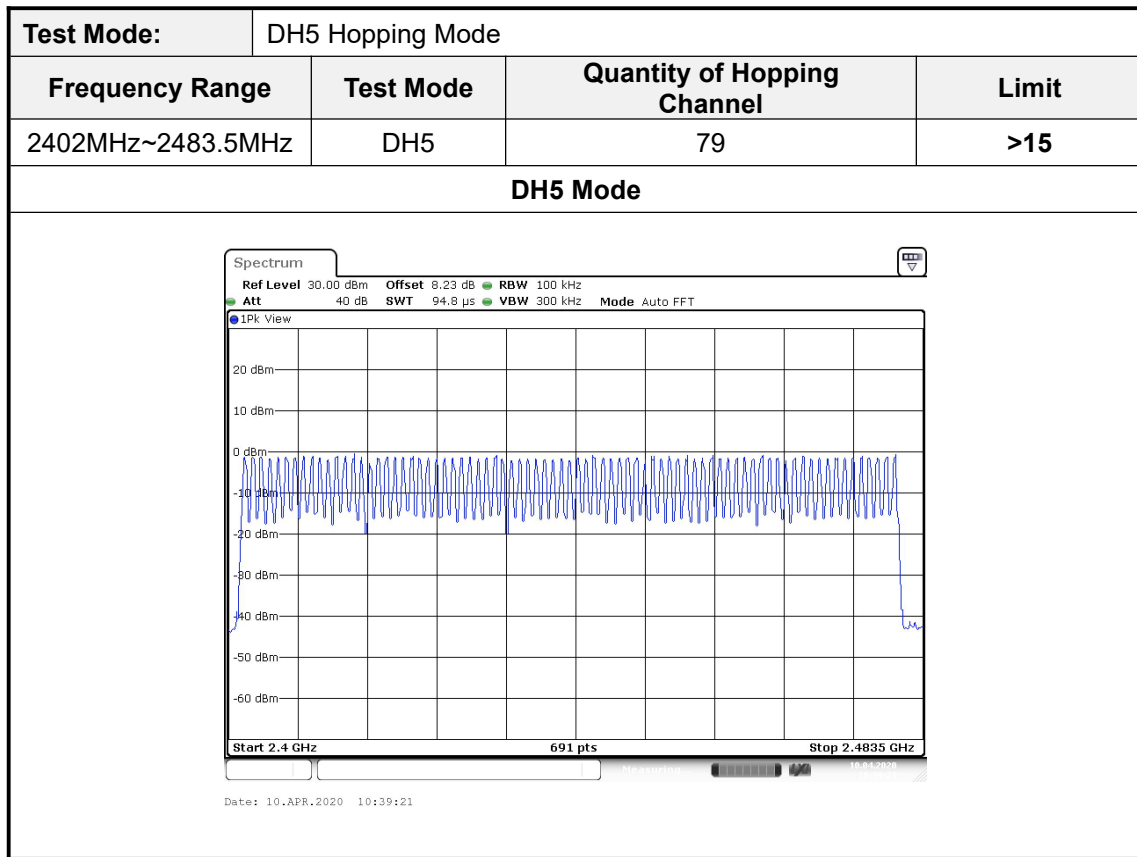 Test Mode: DH5 Hopping Mode
Frequency Range Test Mode Quantity of Hopping Channel Limit
2402MHz~2483.5MHz DH5 79 >15
DH5 Mode
Spectrum
Ref Level 30.00 dBm Offset 8.23 dB RBW 100 kHz
Att 40 dB SWT 94.8 µs VBW 300 kHz Mode Auto FFT
1Pk View
20 dBm
10 dBm
0 dBm
-10 dBm
-20 dBm
-30 dBm
-40 dBm
-50 dBm
-60 dBm
Start 2.4 GHz 691 pts Stop 2.4835 GHz
Measuring... 10.04.2020
Date: 10.APR.2020 10:39:21